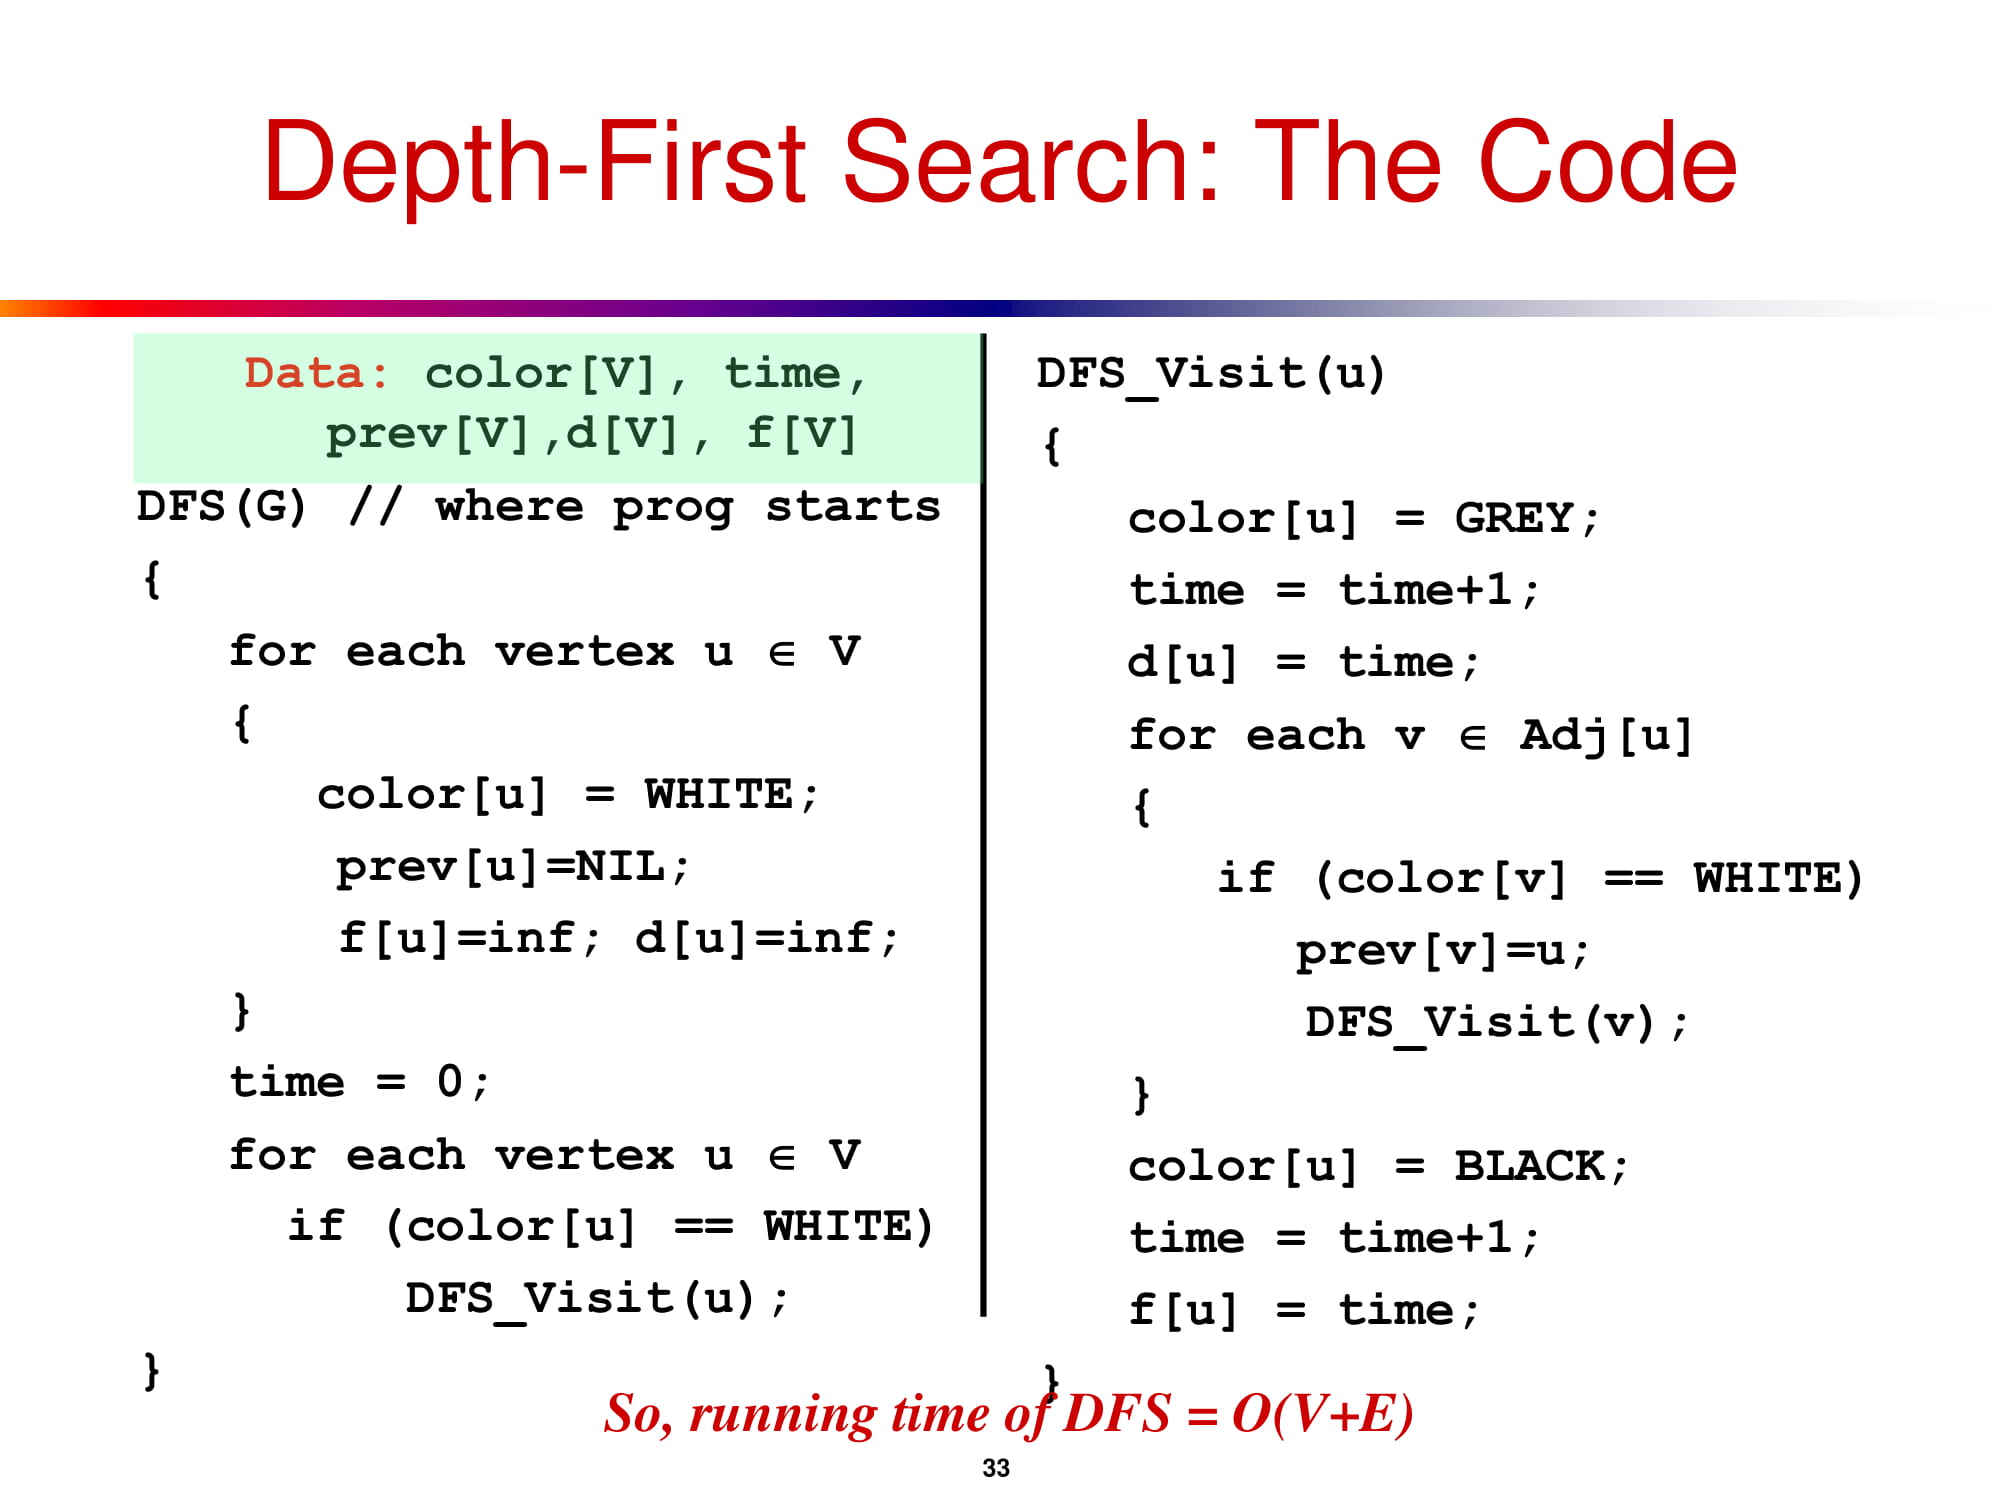 Depth-First Search: The Code
Data: color[V], time,
prev[V],d[V], f[V]
DFS(G) // where prog starts
{
for each vertex u ∈ V
{
color[u] = WHITE;
prev[u]=NIL;
f[u]=inf; d[u]=inf;
}
time = 0;
for each vertex u ∈ V
if (color[u] == WHITE)
DFS_Visit(u);
}
DFS_Visit(u)
{
color[u] = GREY;
time = time+1;
d[u] = time;
for each v ∈ Adj[u]
{
if (color[v] == WHITE)
prev[v]=u;
DFS_Visit(v);
}
color[u] = BLACK;
time = time+1;
f[u] = time;
}
So, running time of DFS = O(V+E)
33